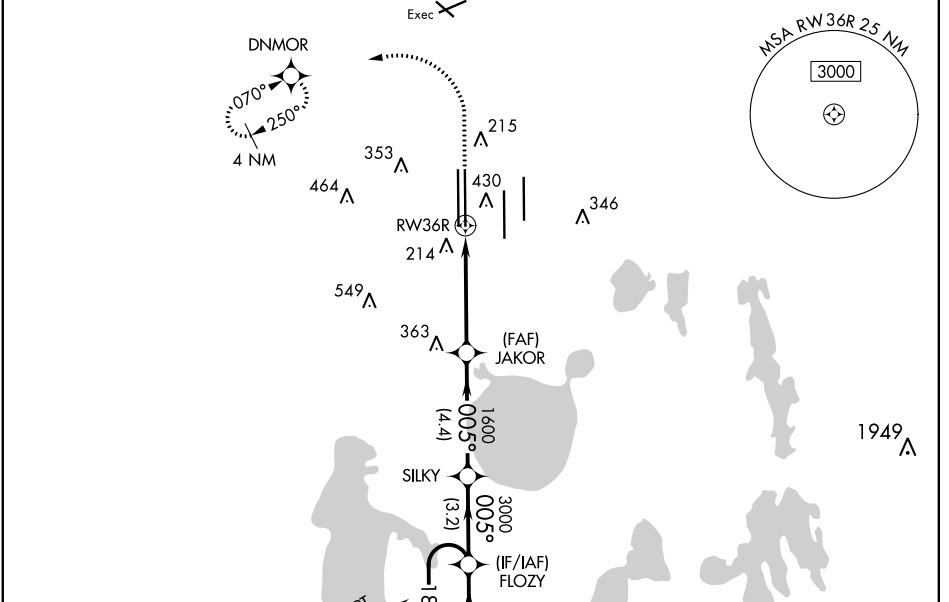 Exec
MSA RW36R 25 NM
3000
DNMOR
070°
250°
4 NM
215
353
464
430
346
RW36R
214
549
363
(FAF)
JAKOR
1600
005°
(4.4)
1949
SILKY
3000
005°
(3.2)
(IF/IAF)
FLOZY
18